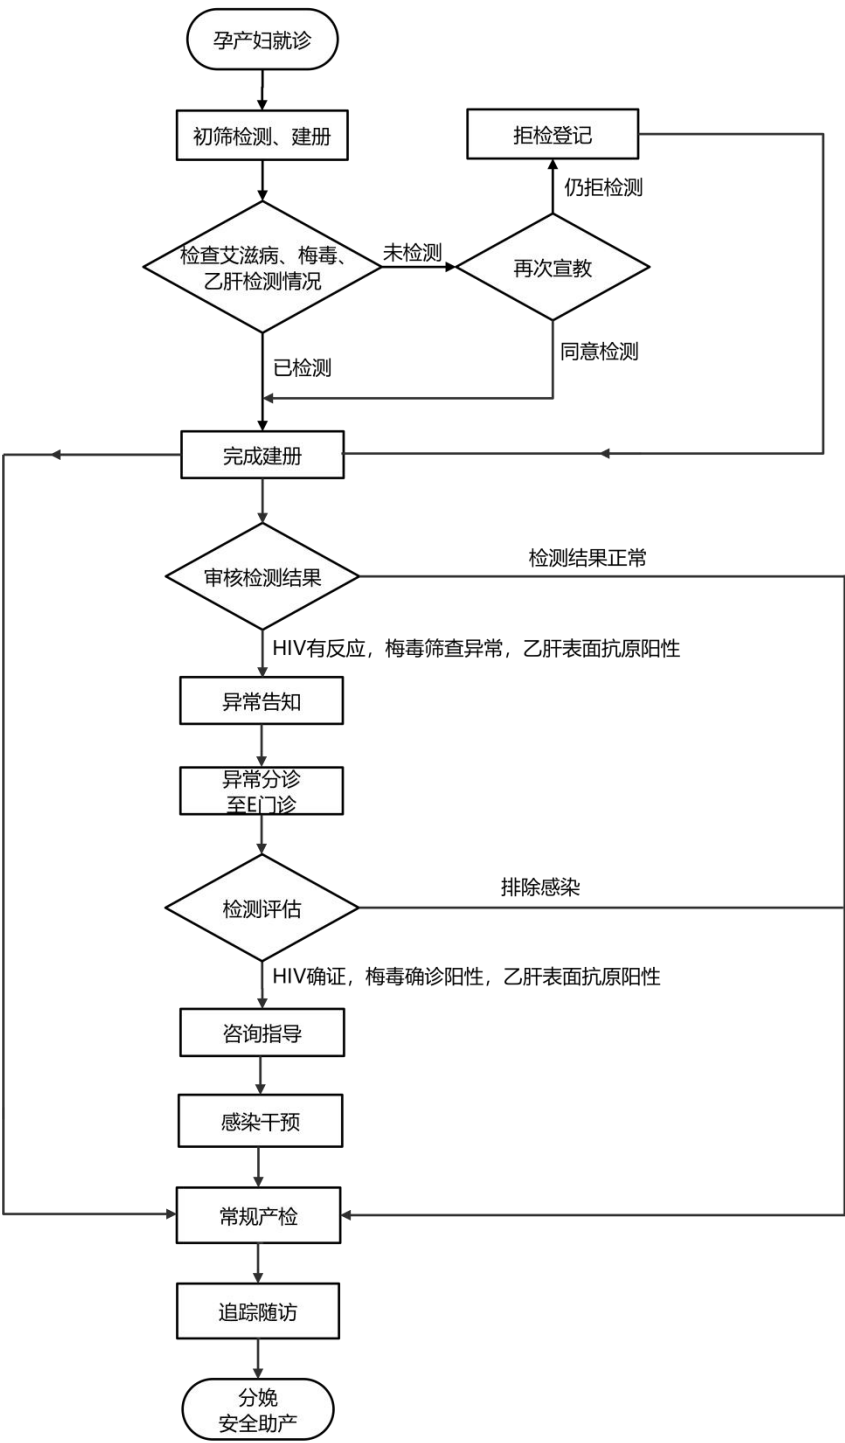 孕产妇就诊
初筛检测、建册
拒检登记
仍拒检测
检查艾滋病、梅毒、
乙肝检测情况
未检测
再次宣教
同意检测
已检测
完成建册
审核检测结果
检测结果正常
HIV有反应，梅毒筛查异常，乙肝表面抗原阳性
异常告知
异常分诊
至E门诊
检测评估
排除感染
HIV确证，梅毒确诊阳性，乙肝表面抗原阳性
咨询指导
感染干预
常规产检
追踪随访
分娩
安全助产